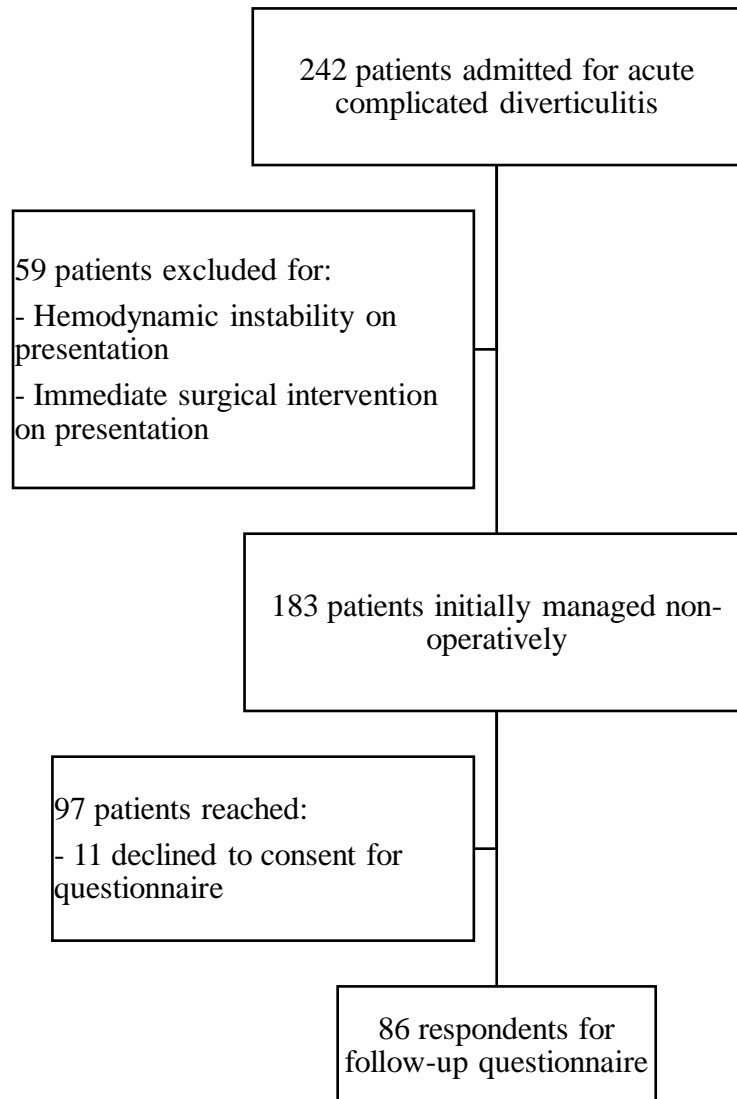 242 patients admitted for acute
complicated diverticulitis
59 patients excluded for:
- Hemodynamic instability on
presentation
- Immediate surgical intervention
on presentation
183 patients initially managed non-
operatively
97 patients reached:
- 11 declined to consent for
questionnaire
86 respondents for
follow-up questionnaire